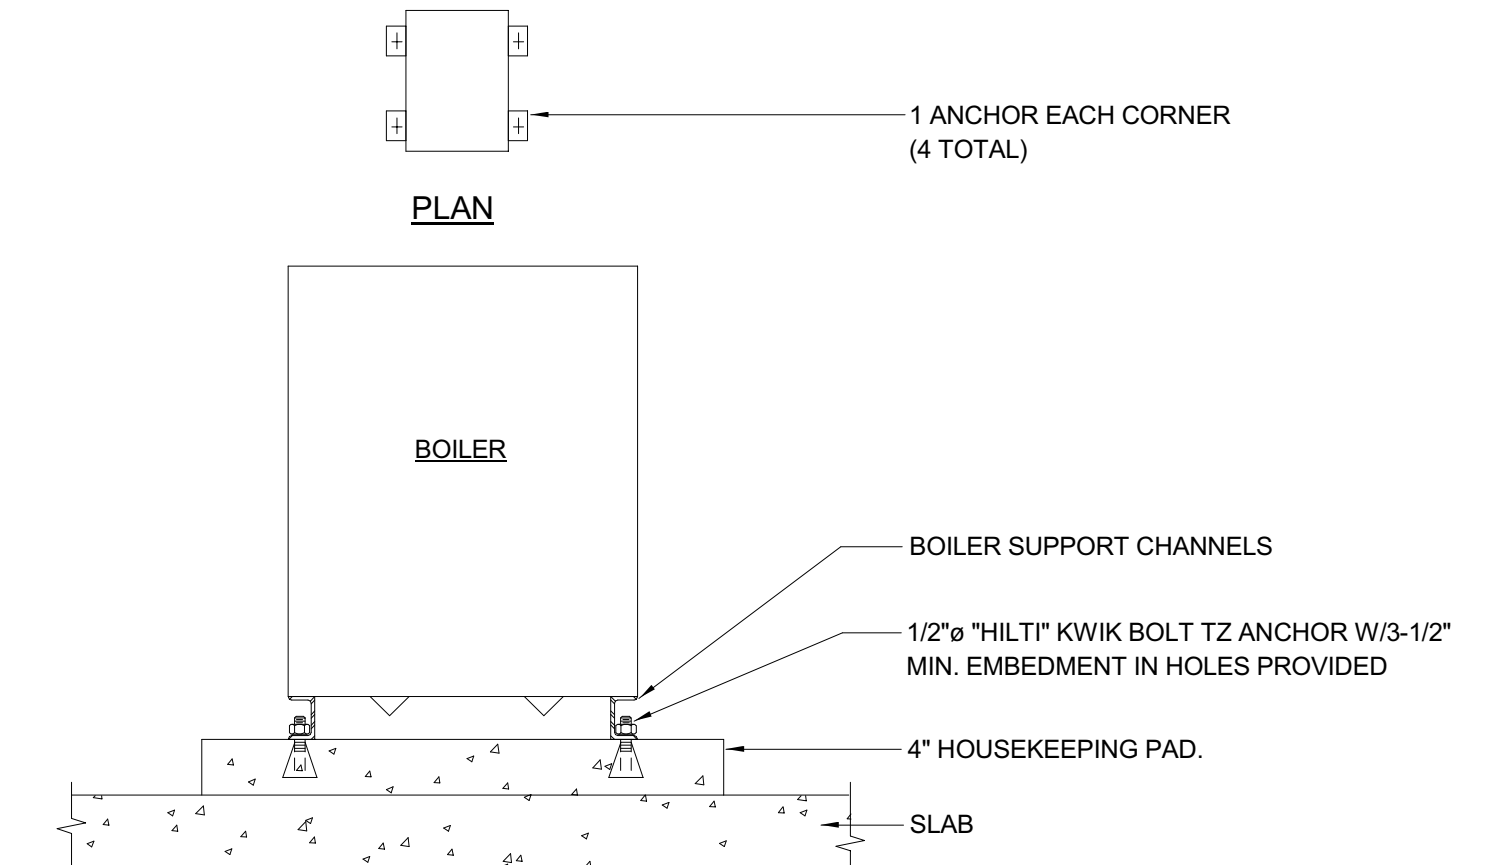 1 ANCHOR EACH CORNER
(4 TOTAL)
PLAN
BOILER
BOILER SUPPORT CHANNELS
1/2"ø "HILTI" KWIK BOLT TZ ANCHOR W/3-1/2"
MIN. EMBEDMENT IN HOLES PROVIDED
4" HOUSEKEEPING PAD.
SLAB